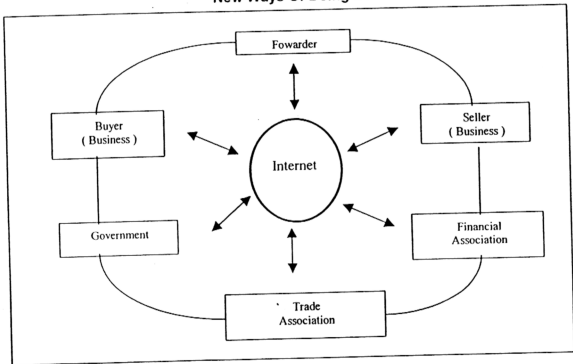 Fowarder
Buyer
( Business )
Seller
( Business )
Internet
Government
Financial
Association
Trade
Association